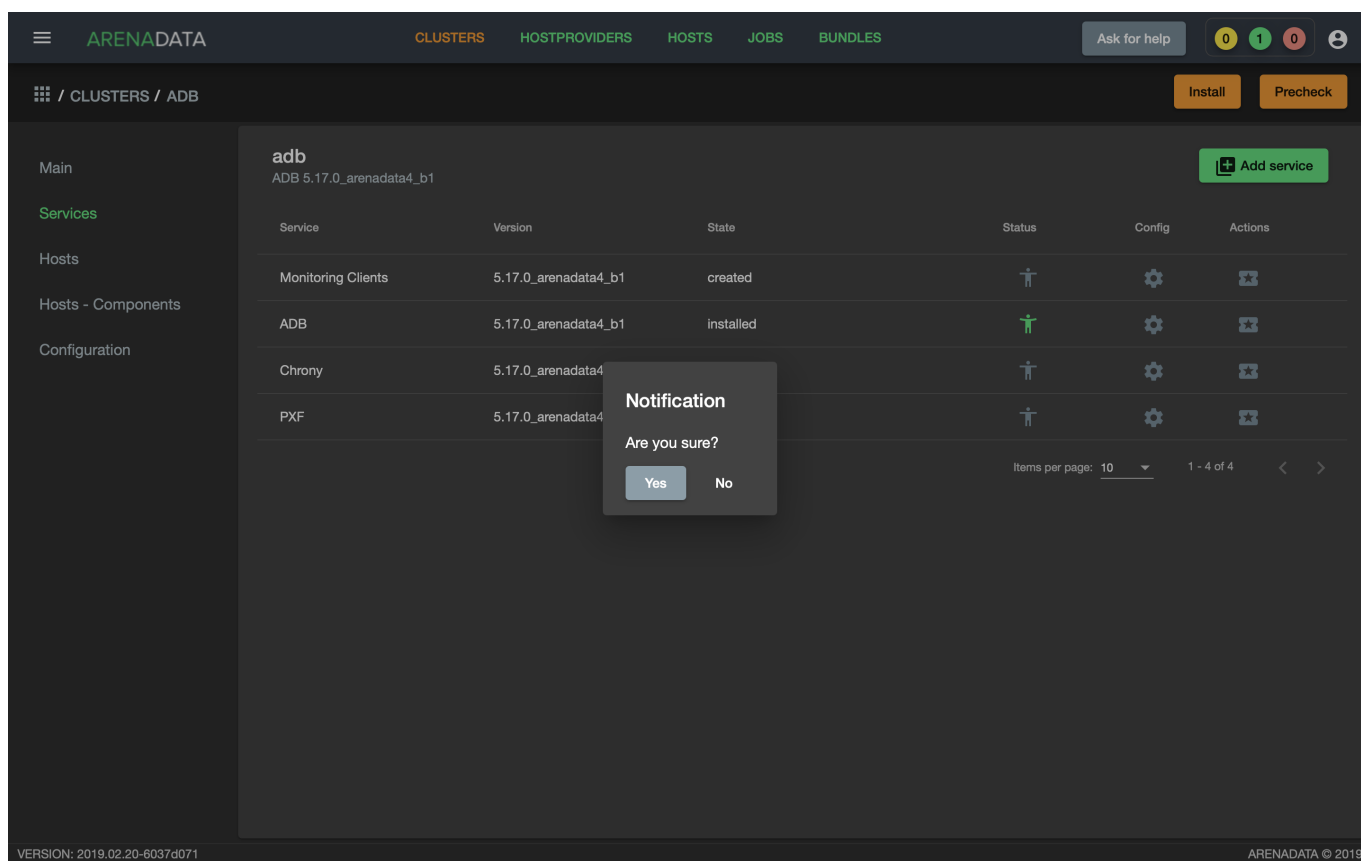 ARENADATA CLUSTERS HOSTPROVIDERS HOSTS JOBS BUNDLES Ask for help 0 1 0
/ CLUSTERS / ADB Install Precheck
Main
Services
Hosts
Hosts - Components
Configuration
adb
ADB 5.17.0_arenadata4_b1
Add service
Service Version State Status Config Actions
Monitoring Clients 5.17.0_arenadata4_b1 created
ADB 5.17.0_arenadata4_b1 installed
Chrony 5.17.0_arenadata4
PXF 5.17.0_arenadata4
Notification
Are you sure?
Yes No
Items per page: 10 1 - 4 of 4
VERSION: 2019.02.20-6037d071 ARENADATA © 2019